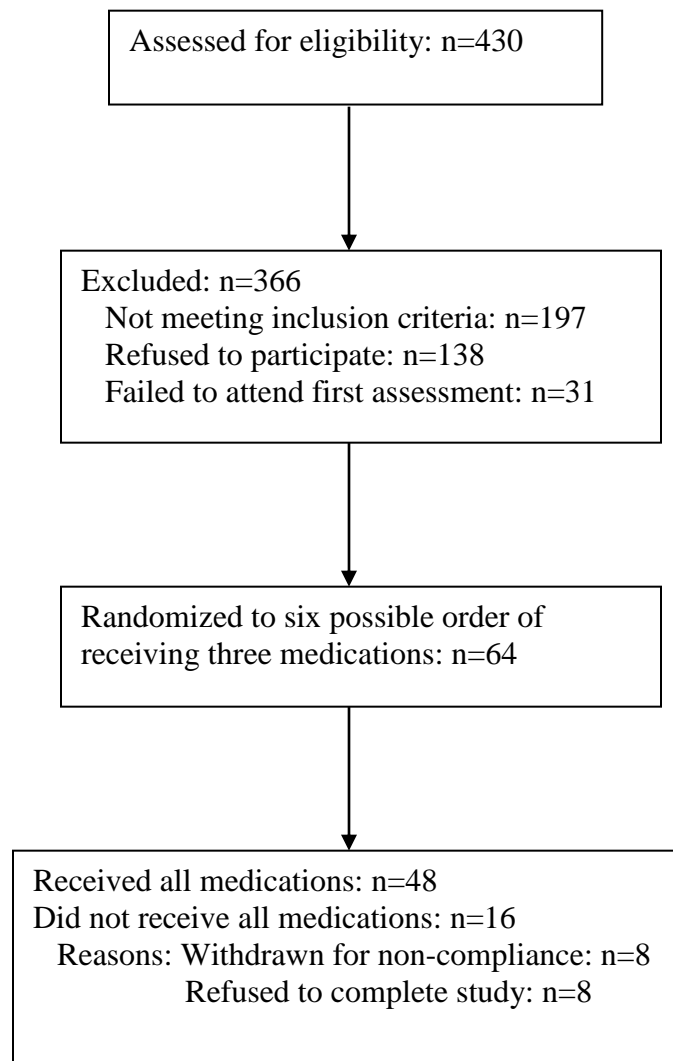 Assessed for eligibility: n=430
Excluded: n=366
Not meeting inclusion criteria: n=197
Refused to participate: n=138
Failed to attend first assessment: n=31
Randomized to six possible order of
receiving three medications: n=64
Received all medications: n=48
Did not receive all medications: n=16
Reasons: Withdrawn for non-compliance: n=8
Refused to complete study: n=8